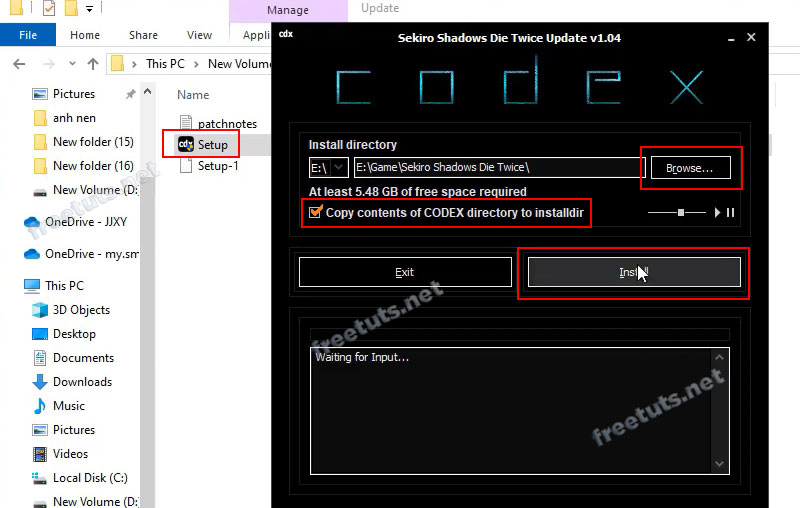 Manage
Update
File
Home
Share
View
Appli
This PC
New Volum
Pictures
anh nen
New folder (15)
New folder (16)
New Volume (D:
OneDrive - JJXY
OneDrive - my.sm
This PC
3D Objects
Desktop
Documents
Downloads
Music
Pictures
Videos
Local Disk (C:)
New Volume (D:
Name
patchnotes
cdx
Setup
Setup-1
cdx
Sekiro Shadows Die Twice Update v1.04
codex
Install directory
E:\
E:\Game\Sekiro Shadows Die Twice\
Browse...
At least 5.48 GB of free space required
Copy contents of CODEX directory to installdir
Exit
Install
Waiting for Input...
freetuts.net
freetuts.net
freetuts.net